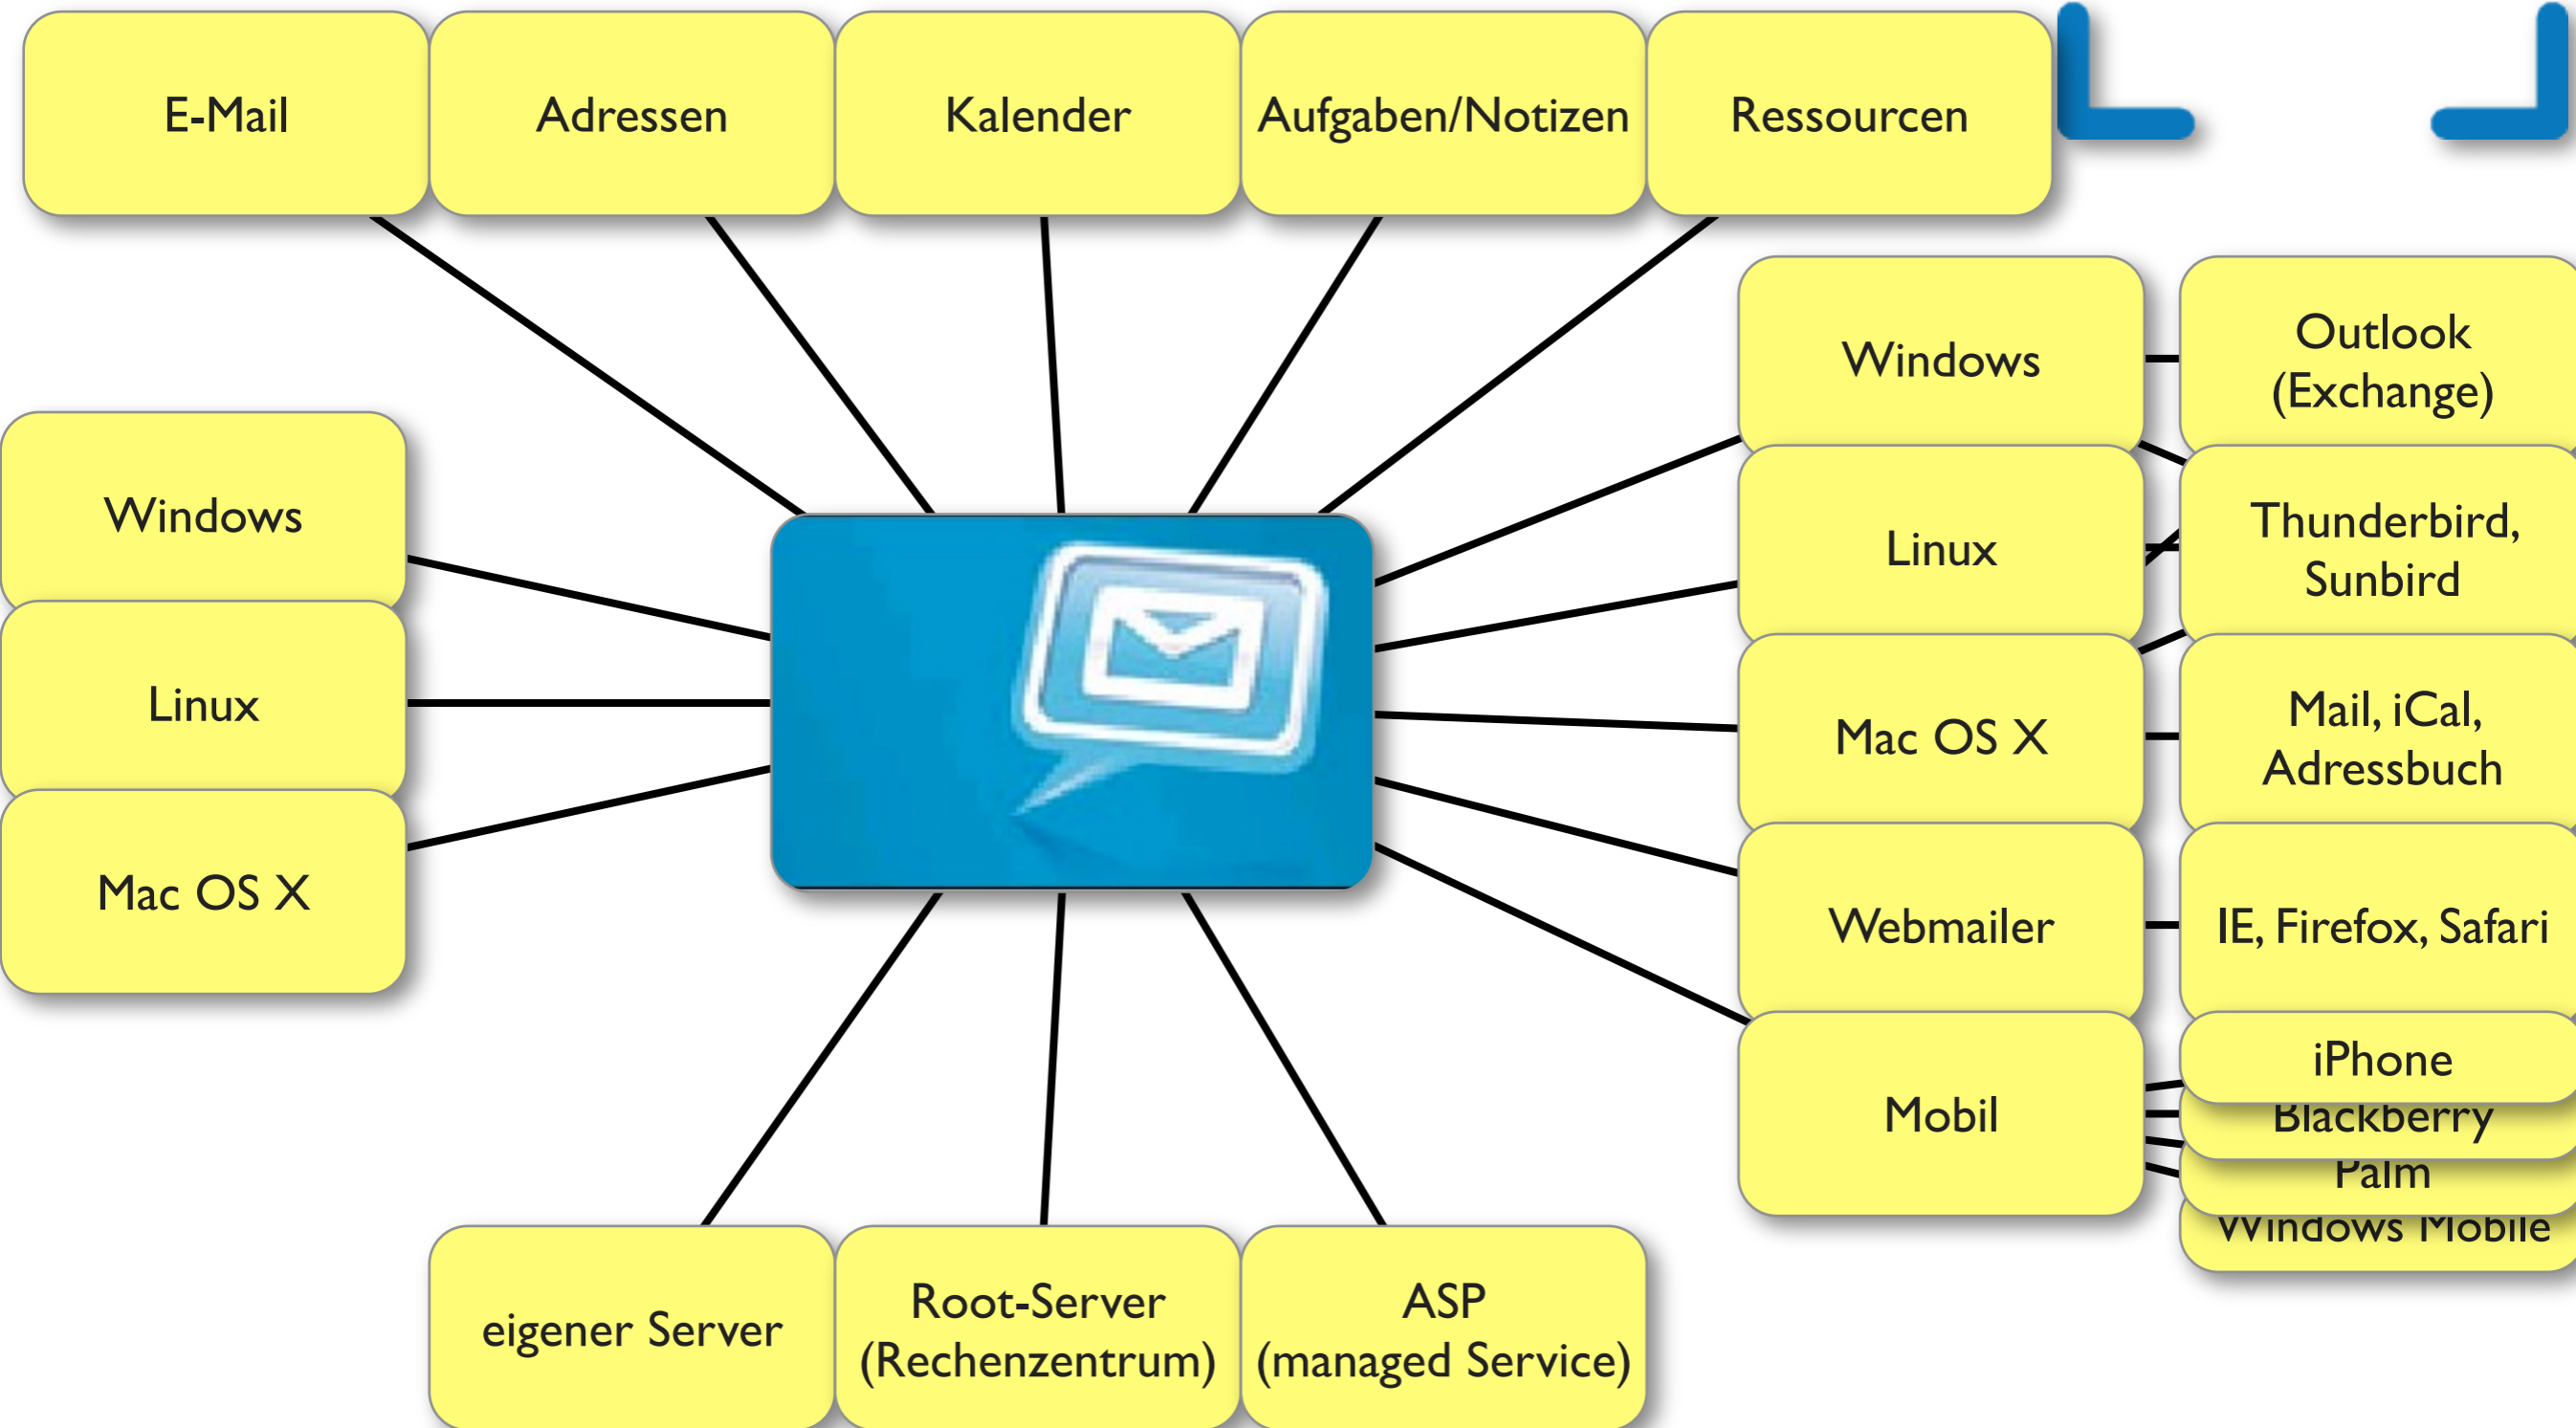 E-Mail
Adressen
Kalender
Aufgaben/Notizen
Ressourcen
Windows
Linux
Mac OS X
Windows
Linux
Mac OS X
Webmailer
Mobil
Outlook
(Exchange)
Thunderbird,
Sunbird
Mail, iCal,
Adressbuch
IE, Firefox, Safari
iPhone
Blackberry
Palm
Windows Mobile
eigener Server
Root-Server
(Rechenzentrum)
ASP
(managed Service)